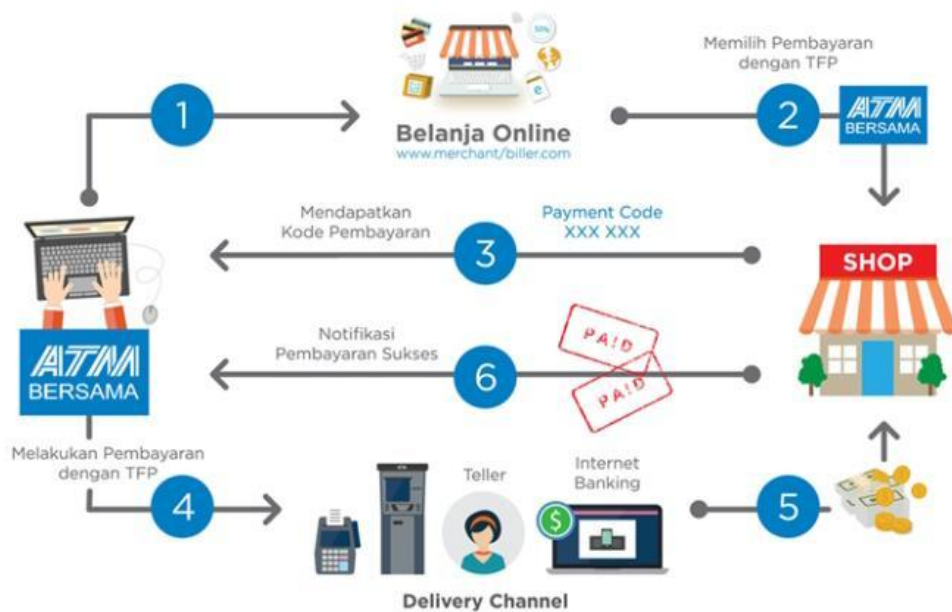 1
Belanja Online
www.merchant/biller.com
Memilih Pembayaran
dengan TFP
2
ATM
BERSAMA
Mendapatkan
Kode Pembayaran
3
Payment Code
XXX XXX
SHOP
ATM
BERSAMA
Notifikasi
Pembayaran Sukses
6
PAID
PAID
Melakukan Pembayaran
dengan TFP
4
Teller
Internet
Banking
5
Delivery Channel